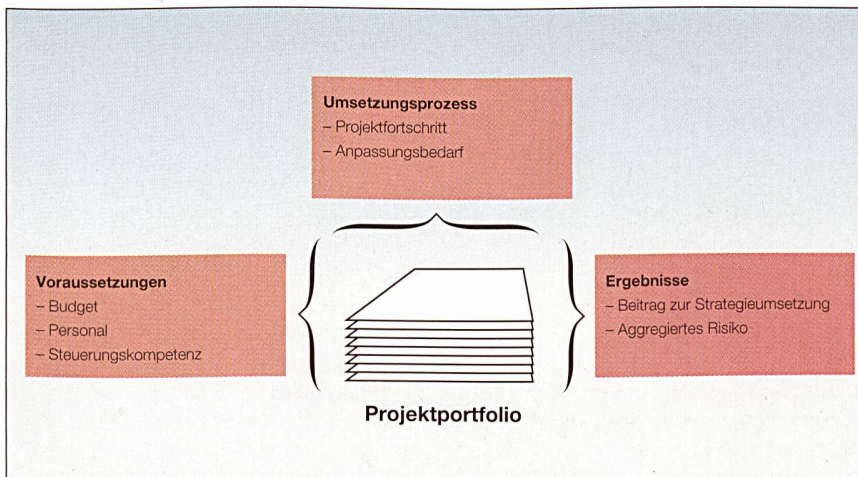 Umsetzungsprozess
– Projektfortschritt
– Anpassungsbedarf
Voraussetzungen
– Budget
– Personal
– Steuerungskompetenz
Ergebnisse
– Beitrag zur Strategieumsetzung
– Aggregiertes Risiko
Projektportfolio